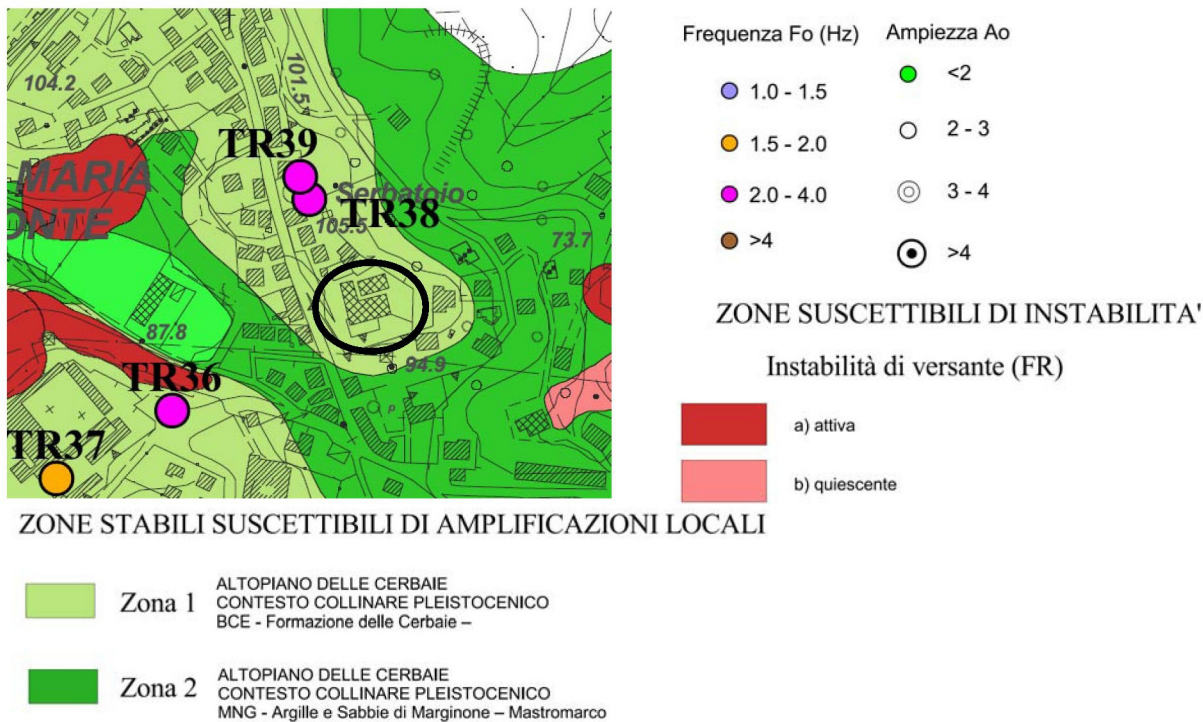 104.2
101.5
TR39
MARIA
ONTE
Serbatoio
TR38
105.5
73.7
87.8
94.9
TR36
P
TR37
Frequenza Fo (Hz)
1.0 - 1.5
1.5 - 2.0
2.0 - 4.0
>4
Ampiezza Ao
<2
2 - 3
3 - 4
>4
ZONE SUSCETTIBILI DI INSTABILITA'
Instabilità di versante (FR)
a) attiva
b) quiescente
ZONE STABILI SUSCETTIBILI DI AMPLIFICAZIONI LOCALI
Zona 1
ALTOPIANO DELLE CERBAIE
CONTESTO COLLINARE PLEISTOCENICO
BCE - Formazione delle Cerbaie –
Zona 2
ALTOPIANO DELLE CERBAIE
CONTESTO COLLINARE PLEISTOCENICO
MNG - Argille e Sabbie di Marginone – Mastromarco